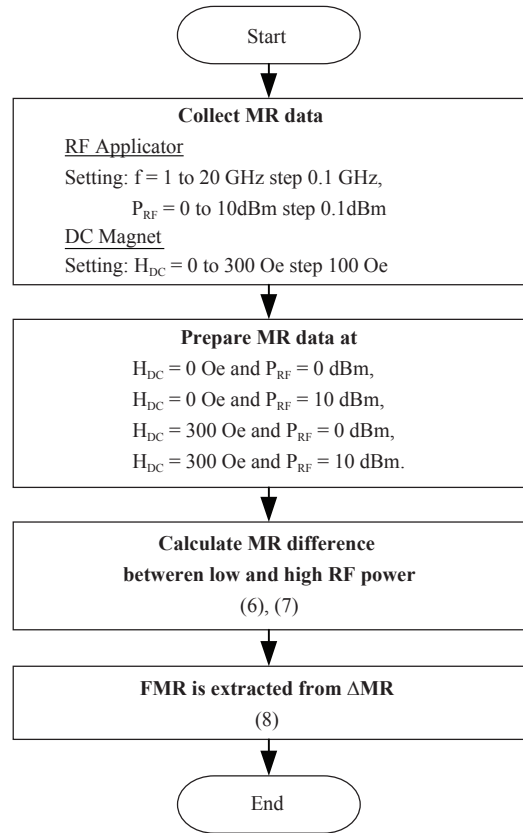 Start
Collect MR data
RF Applicator
Setting: f = 1 to 20 GHz step 0.1 GHz,
P_RF = 0 to 10dBm step 0.1dBm
DC Magnet
Setting: H_DC = 0 to 300 Oe step 100 Oe
Prepare MR data at
H_DC = 0 Oe and P_RF = 0 dBm,
H_DC = 0 Oe and P_RF = 10 dBm,
H_DC = 300 Oe and P_RF = 0 dBm,
H_DC = 300 Oe and P_RF = 10 dBm.
Calculate MR difference
betweren low and high RF power
(6), (7)
FMR is extracted from ΔMR
(8)
End